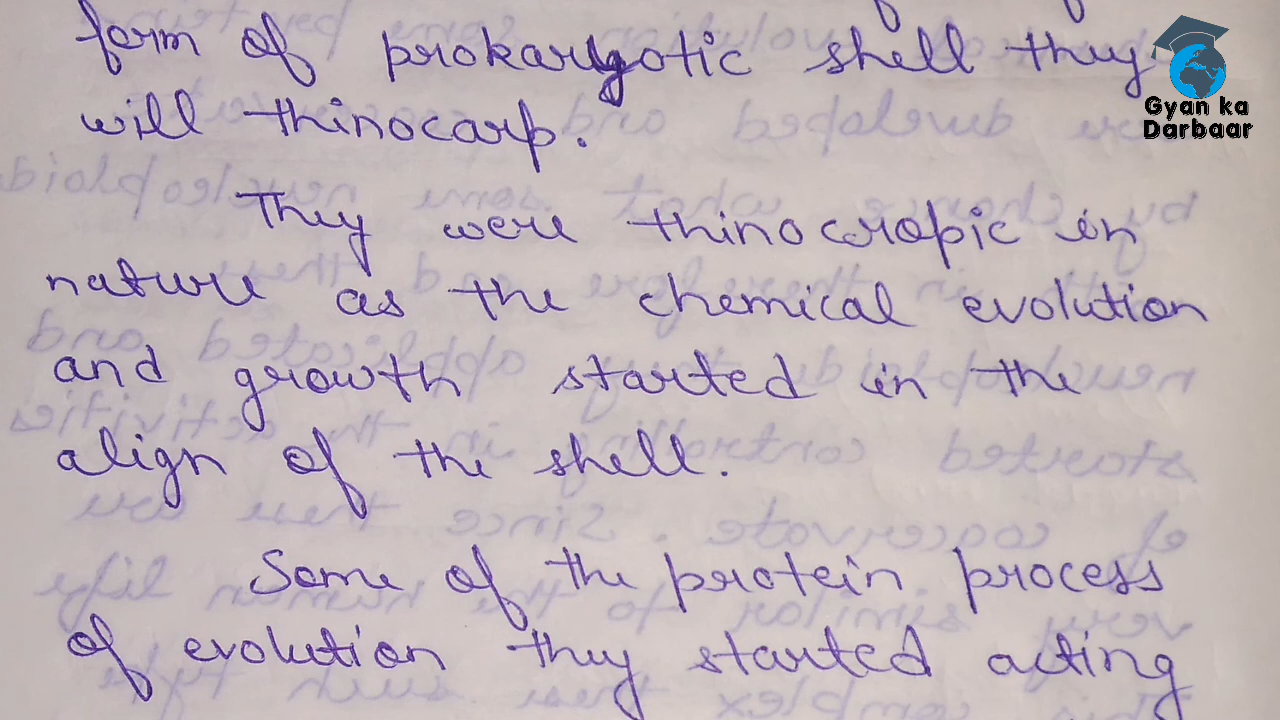 form of prokaryotic shell they
will thinocarp.
They were thinocropic in
nature as the chemical evolution
and growth started in the
align of the shell.
Some of the protein process
of evolution they started acting
Gyan ka
Darbaar